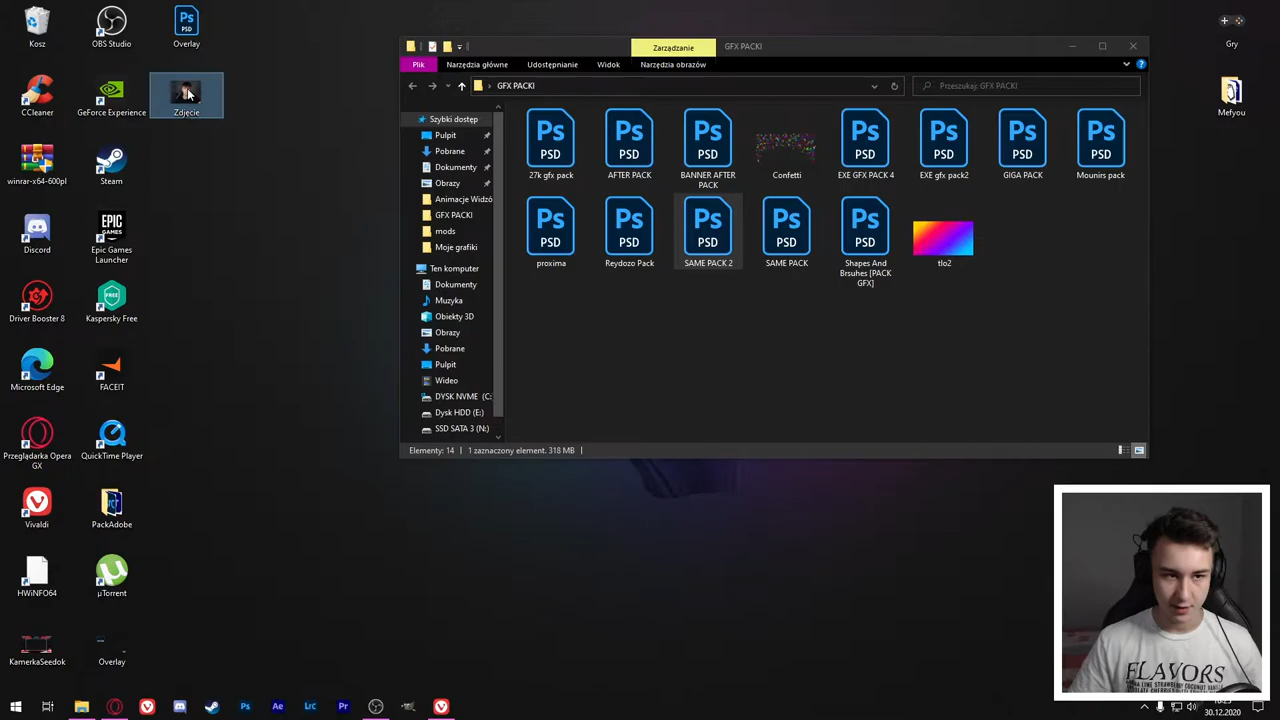 Kosz
OBS Studio
Overlay
CCleaner
GeForce Experience
Zdjęcie
winrar-x64-600pl
Steam
Discord
Epic Games
Launcher
Driver Booster 8
Kaspersky Free
Microsoft Edge
FACEIT
Przeglądarka Opera
GX
QuickTime Player
Vivaldi
PackAdobe
HWiNFO64
µTorrent
KamerkaSeedok
Overlay
Zarządzanie
GFX PACKI
Plik
Narzędzia główne
Udostępnianie
Widok
Narzędzia obrazów
GFX PACKI
Przeszukaj: GFX PACKI
Szybki dostęp
Pulpit
Pobrane
Dokumenty
Obrazy
Animacje Widzó
GFX PACKI
mods
Moje grafiki
Ten komputer
Dokumenty
Muzyka
Obiekty 3D
Obrazy
Pobrane
Pulpit
Wideo
DYSK NVME (C:
Dysk HDD (E:)
SSD SATA 3 (N:)
27k gfx pack
AFTER PACK
BANNER AFTER
PACK
Confetti
EXE GFX PACK 4
EXE gfx pack2
GIGA PACK
Mounirs pack
proxima
Reydozo Pack
SAME PACK 2
SAME PACK
Shapes And
Brsuhes [PACK
GFX]
tlo2
Elementy: 14
1 zaznaczony element. 318 MB
Gry
Mefyou
FLAVORS
30.12.2020